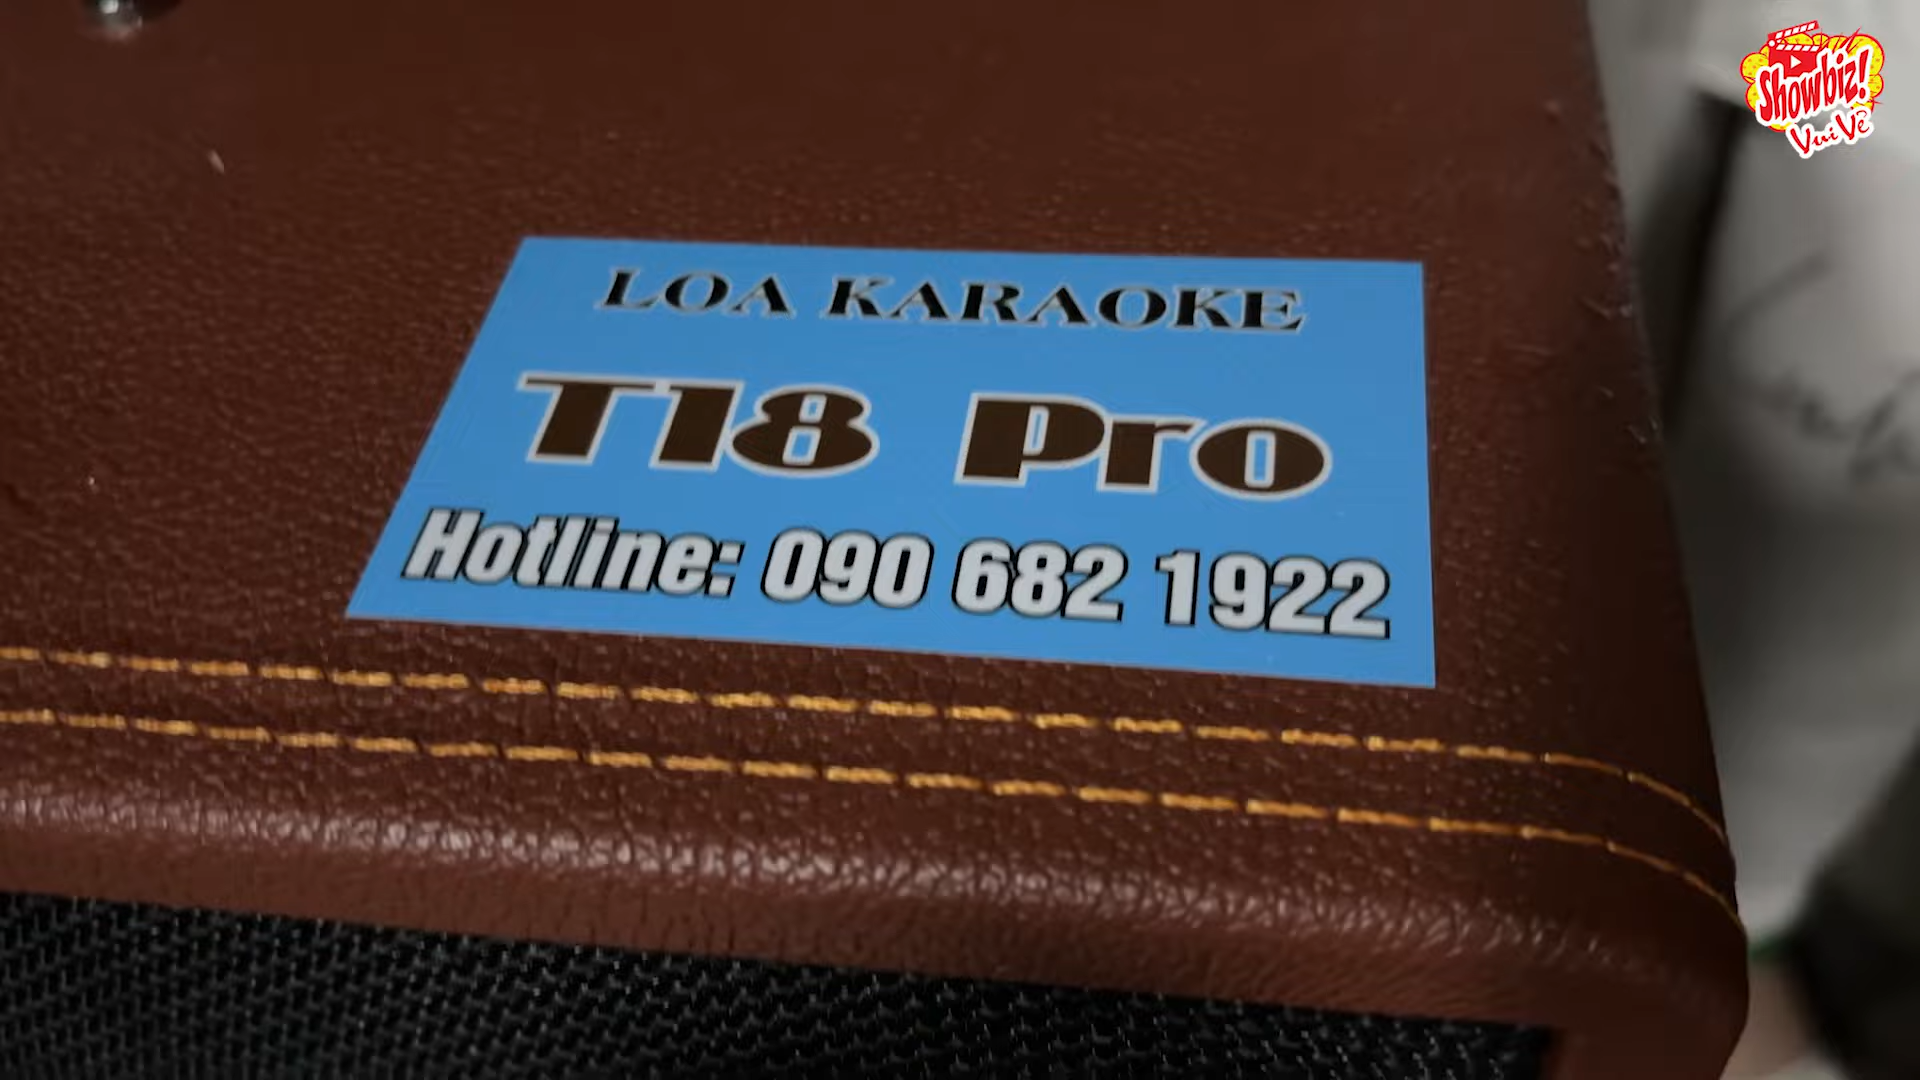 Showbiz!
Vui Vẻ
LOA KARAOKE
T18 Pro
Hotline: 090 682 1922